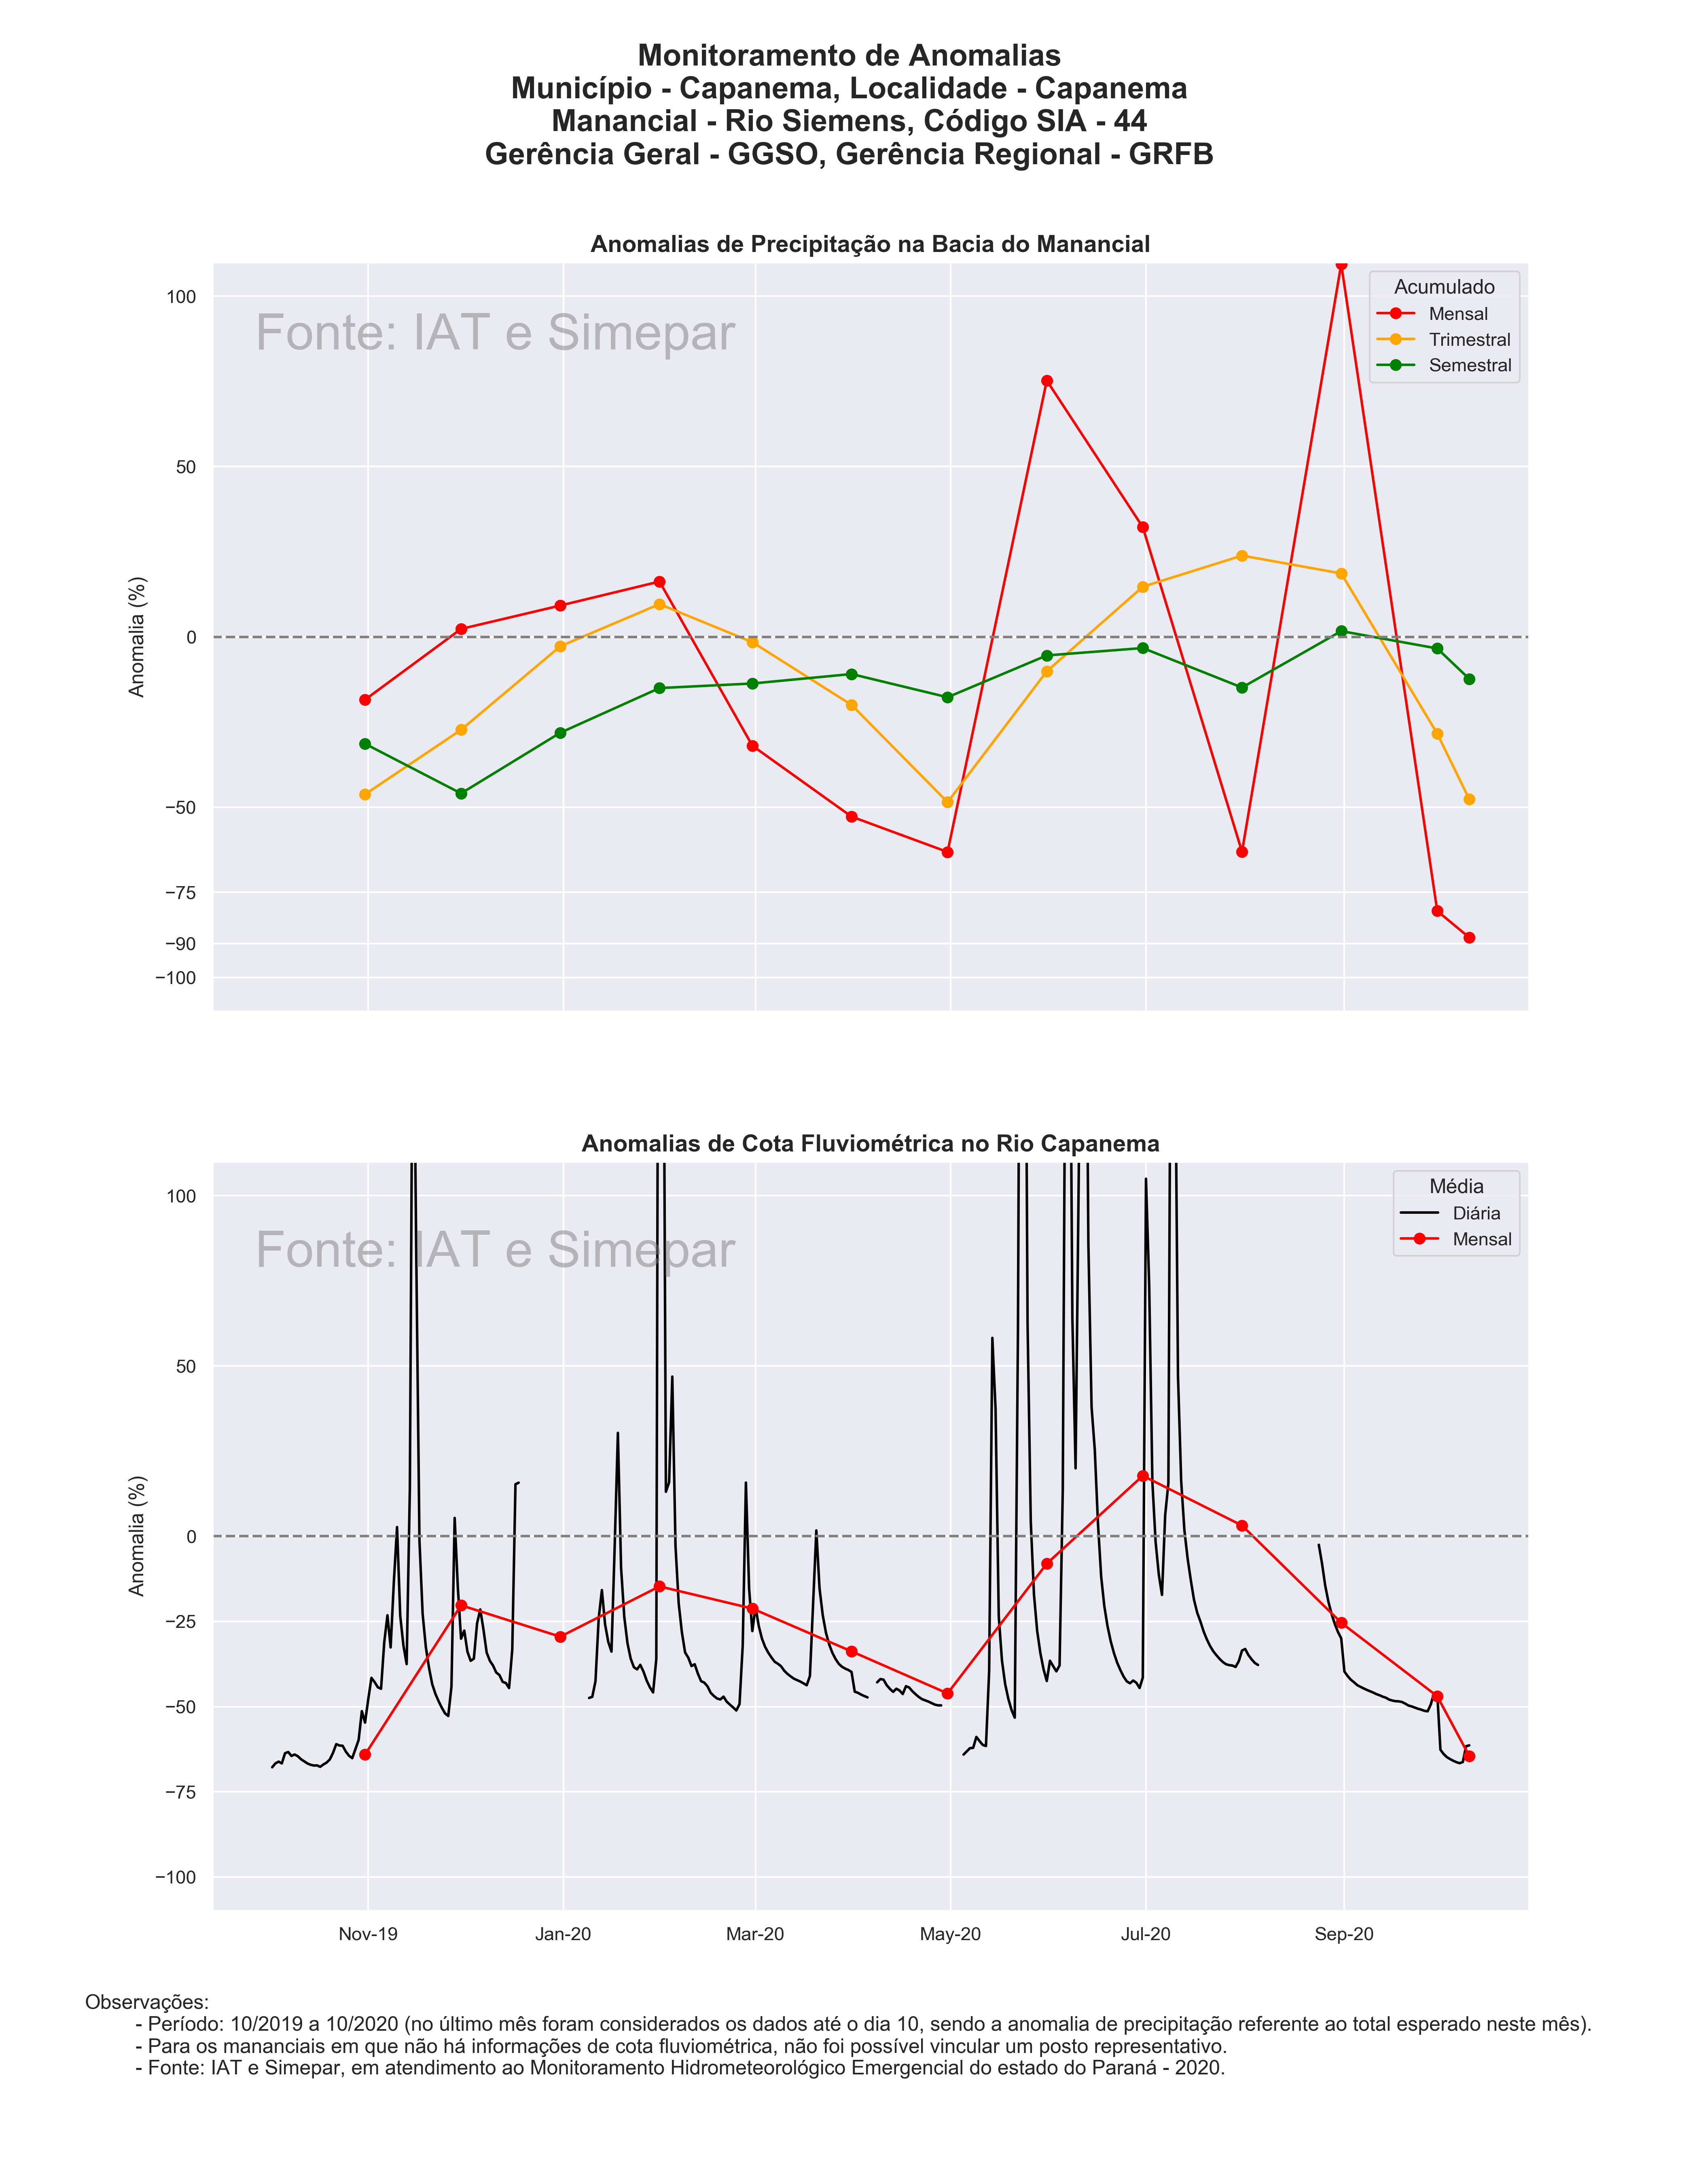 Monitoramento de Anomalias
Município - Capanema, Localidade - Capanema
Manancial - Rio Siemens, Código SIA - 44
Gerência Geral - GGSO, Gerência Regional - GRFB
Anomalias de Precipitação na Bacia do Manancial
Fonte: IAT e Simepar
Acumulado
Mensal
Trimestral
Semestral
Anomalia (%)
100
50
0
−50
−75
−90
−100
Anomalias de Cota Fluviométrica no Rio Capanema
Fonte: IAT e Simepar
Média
Diária
Mensal
Anomalia (%)
100
50
0
−25
−50
−75
−100
Nov-19 Jan-20 Mar-20 May-20 Jul-20 Sep-20
Observações:
- Período: 10/2019 a 10/2020 (no último mês foram considerados os dados até o dia 10, sendo a anomalia de precipitação referente ao total esperado neste mês).
- Para os mananciais em que não há informações de cota fluviométrica, não foi possível vincular um posto representativo.
- Fonte: IAT e Simepar, em atendimento ao Monitoramento Hidrometeorológico Emergencial do estado do Paraná - 2020.